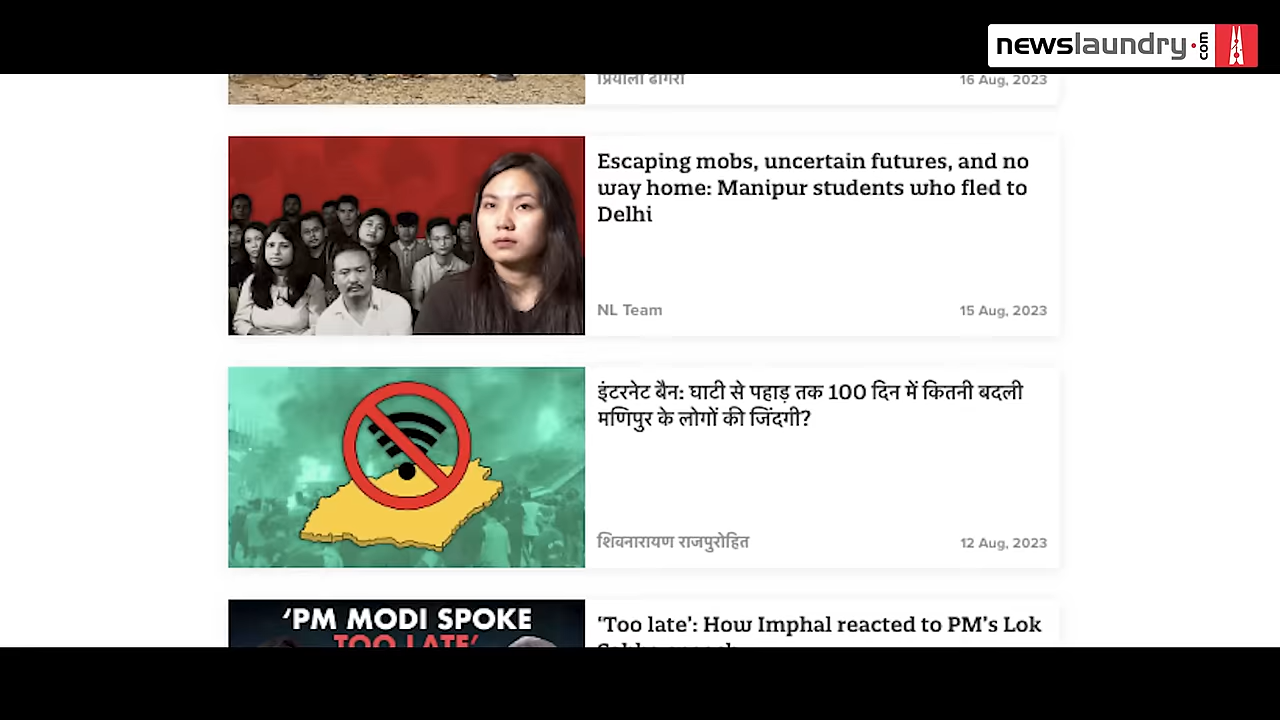 newslaundry.com
16 Aug, 2023
Escaping mobs, uncertain futures, and no
way home: Manipur students who fled to
Delhi
NL Team
15 Aug, 2023
इंटरनेट बैन: घाटी से पहाड़ तक 100 दिन में कितनी बदली
मणिपुर के लोगों की जिंदगी?
शिवनारायण राजपुरोहित
12 Aug, 2023
‘PM MODI SPOKE
TOO LATE’
‘Too late’: How Imphal reacted to PM’s Lok